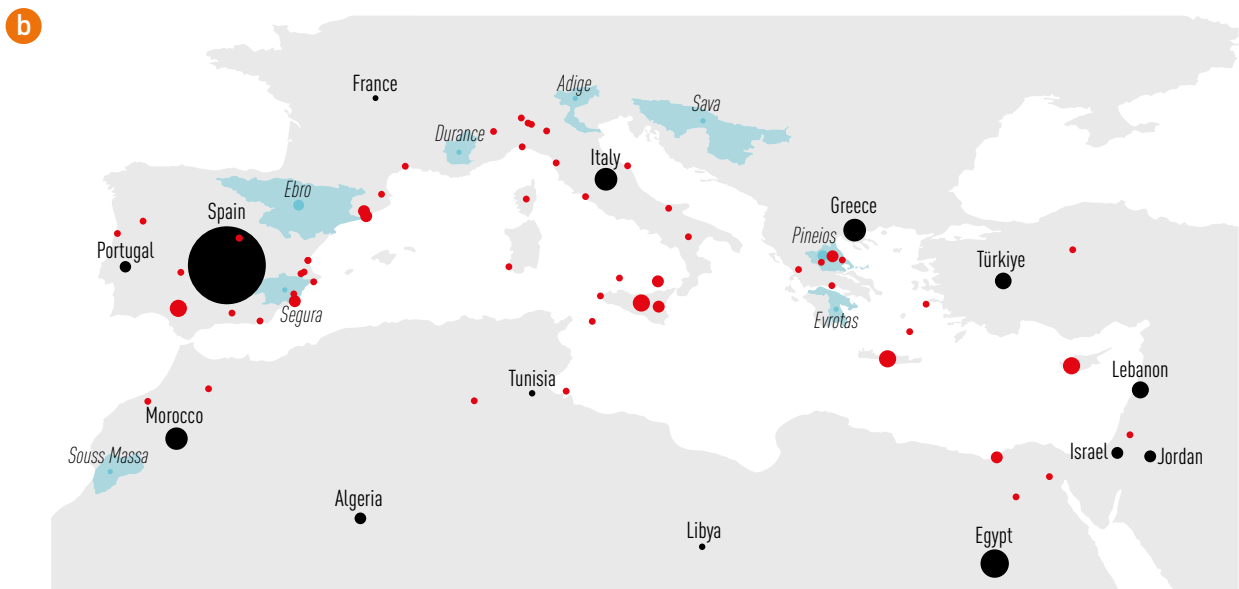 b
France
Adige
Sava
Durance
Italy
Ebro
Spain
Greece
Portugal
Pineios
Türkiye
Segura
Evrotas
Tunisia
Lebanon
Morocco
Souss Massa
Israel
Jordan
Algeria
Libya
Egypt